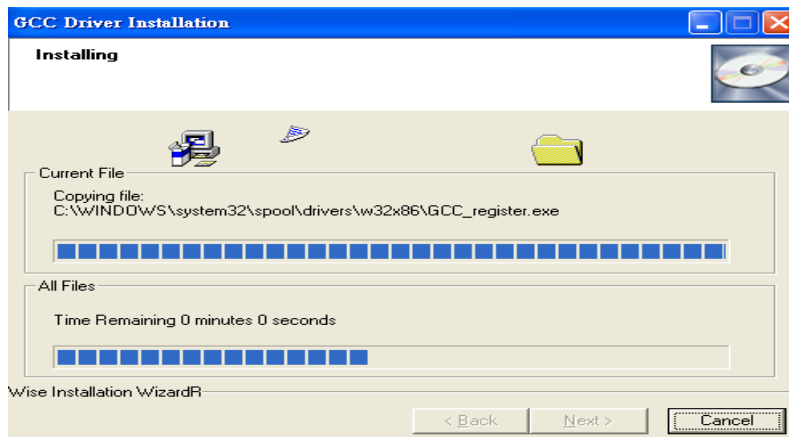 GCC Driver Installation
Installing
Current File
Copying file:
C:\WINDOWS\system32\spool\drivers\w32x86\GCC_register.exe
All Files
Time Remaining 0 minutes 0 seconds
Wise Installation WizardR
< Back Next > Cancel